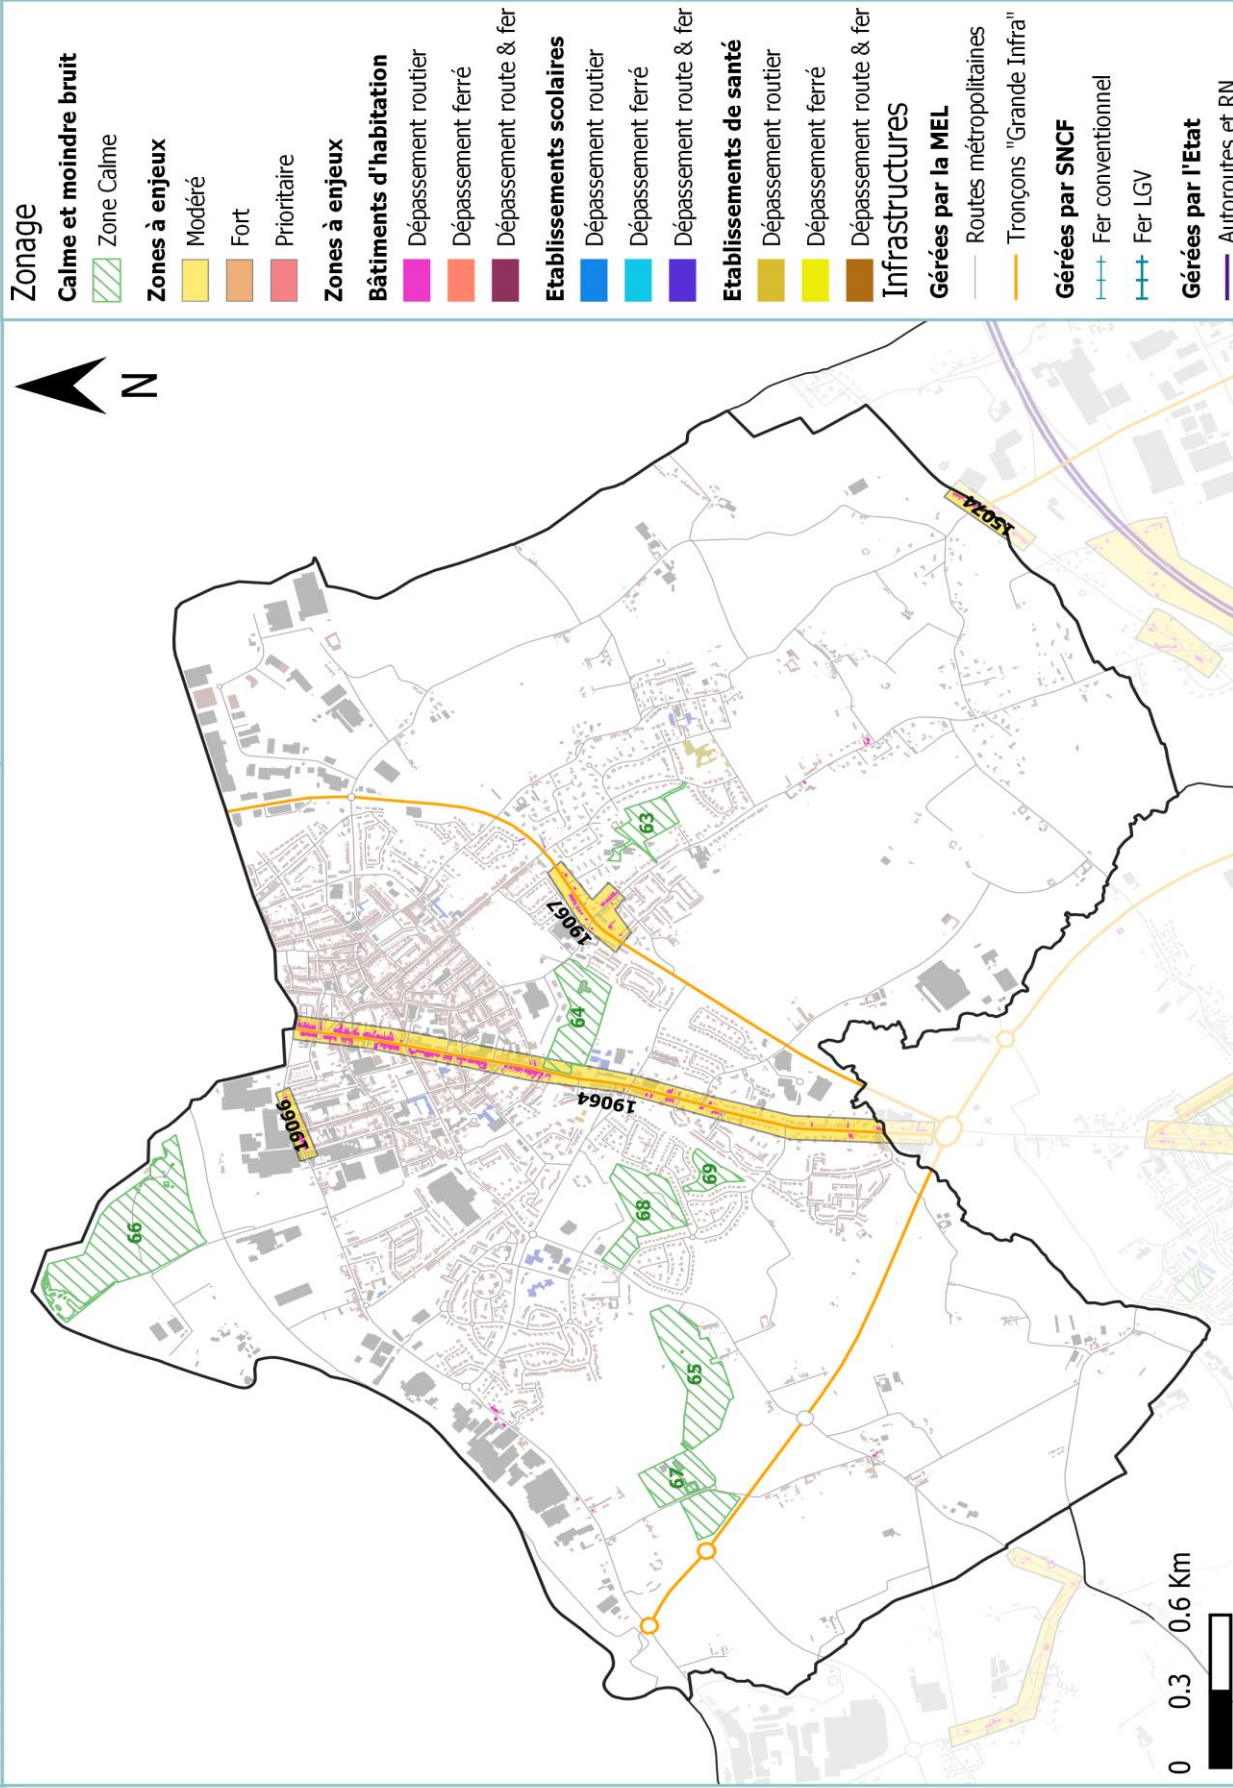 Zonage
Calme et moindre bruit
Zone Calme
Zones à enjeux
Modéré
Fort
Prioritaire
Zones à enjeux
Bâtiments d'habitation
Dépassement routier
Dépassement ferré
Dépassement route & fer
Etablissements scolaires
Dépassement routier
Dépassement ferré
Dépassement route & fer
Etablissements de santé
Dépassement routier
Dépassement ferré
Dépassement route & fer
Infrastructures
Gérées par la MEL
Routes métropolitaines
Tronçons "Grande Infra"
Gérées par SNCF
Fer conventionnel
Fer LGV
Gérées par l'Etat
Autoroutes et RN
N
66
19066
19064
64
19067
63
15074
68
69
65
67
0 0.3 0.6 Km